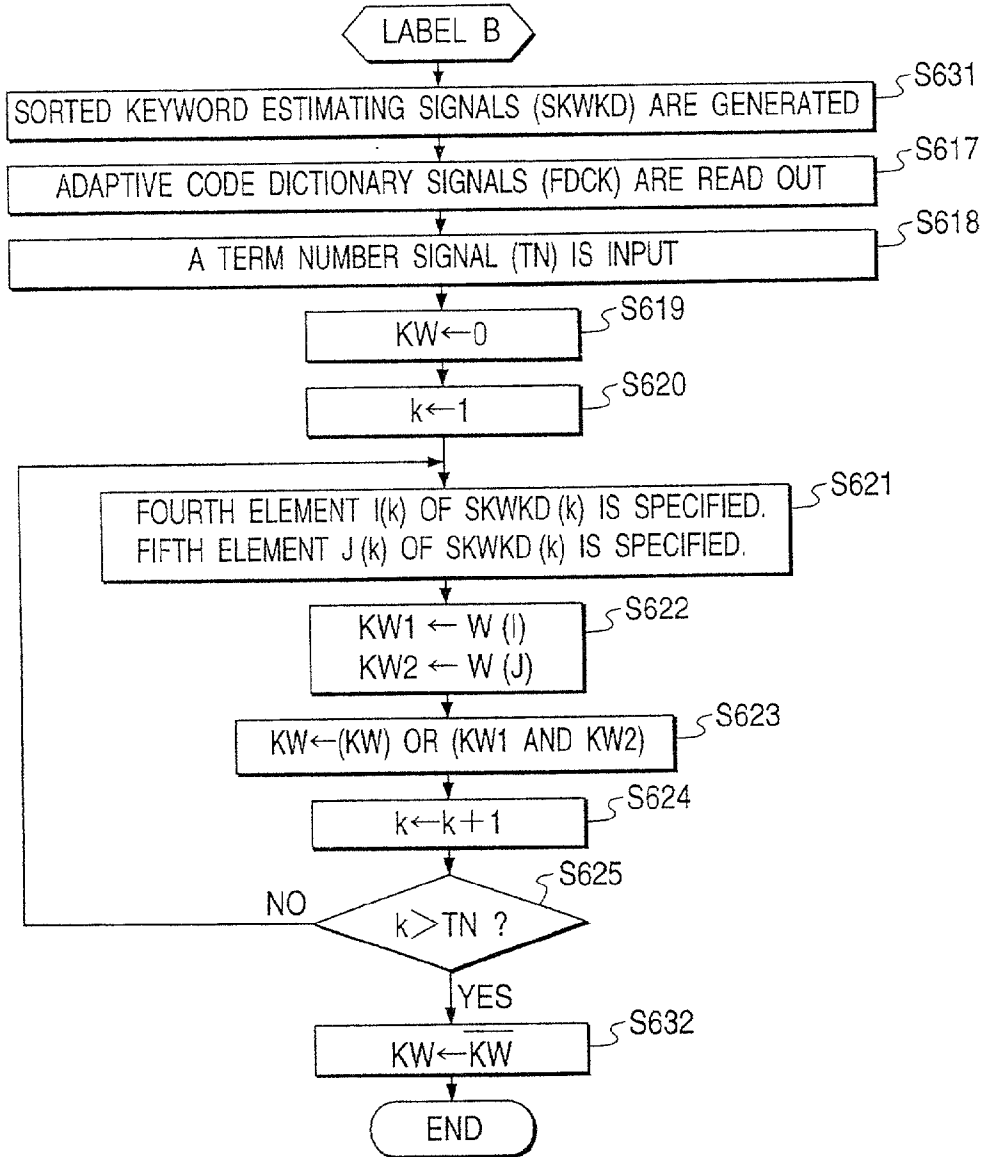 LABEL B
S631
SORTED KEYWORD ESTIMATING SIGNALS (SKWKD) ARE GENERATED
S617
ADAPTIVE CODE DICTIONARY SIGNALS (FDCK) ARE READ OUT
S618
A TERM NUMBER SIGNAL (TN) IS INPUT
S619
KW←0
S620
k←1
S621
FOURTH ELEMENT I(k) OF SKWKD (k) IS SPECIFIED.
FIFTH ELEMENT J (k) OF SKWKD (k) IS SPECIFIED.
S622
KW1 ← W (I)
KW2 ← W (J)
S623
KW←(KW) OR (KW1 AND KW2)
S624
k←k+1
S625
NO
k>TN ?
YES
S632
KW←K̅W̅
END